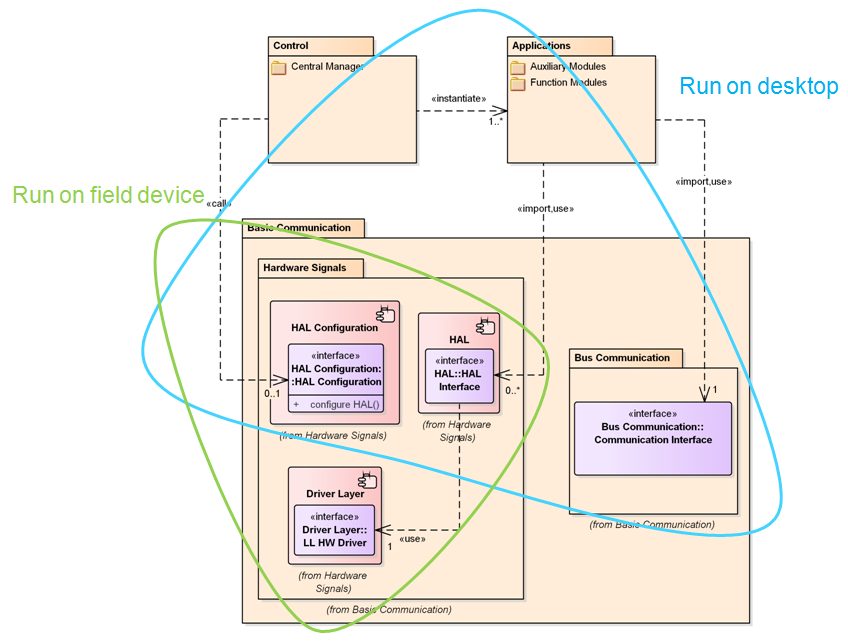 Control
Central Manager
Applications
Auxiliary Modules
Function Modules
Run on desktop
«instantiate»
1..*
Run on field device
«call»
«import,use»
«import,use»
Basic Communication
Hardware Signals
HAL Configuration
«interface»
HAL Configuration:
:HAL Configuration
+ configure HAL()
0..1
(from Hardware Signals)
HAL
«interface»
HAL::HAL
Interface
0..*
(from Hardware
Signals)
Bus Communication
1
«interface»
Bus Communication::
Communication Interface
(from Basic Communication)
Driver Layer
«interface»
Driver Layer::
LL HW Driver
«use»
1
(from Hardware
Signals)
(from Basic Communication)